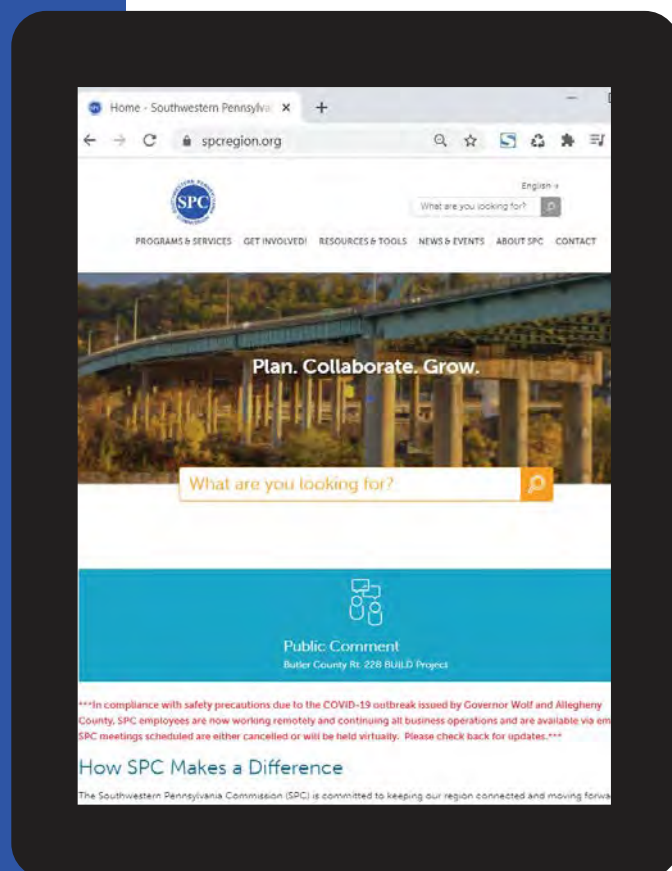 Home - Southwestern Pennsylva
spcregion.org
English
SPC
What are you looking for?
PROGRAMS & SERVICES GET INVOLVED! RESOURCES & TOOLS NEWS & EVENTS ABOUT SPC CONTACT
Plan. Collaborate. Grow.
What are you looking for?
Public Comment
Butler County Rt. 228 BUILD Project
***In compliance with safety precautions due to the COVID-19 outbreak issued by Governor Wolf and Allegheny
County, SPC employees are now working remotely and continuing all business operations and are available via em
SPC meetings scheduled are either cancelled or will be held virtually. Please check back for updates.***
How SPC Makes a Difference
The Southwestern Pennsylvania Commission (SPC) is committed to keeping our region connected and moving forwa